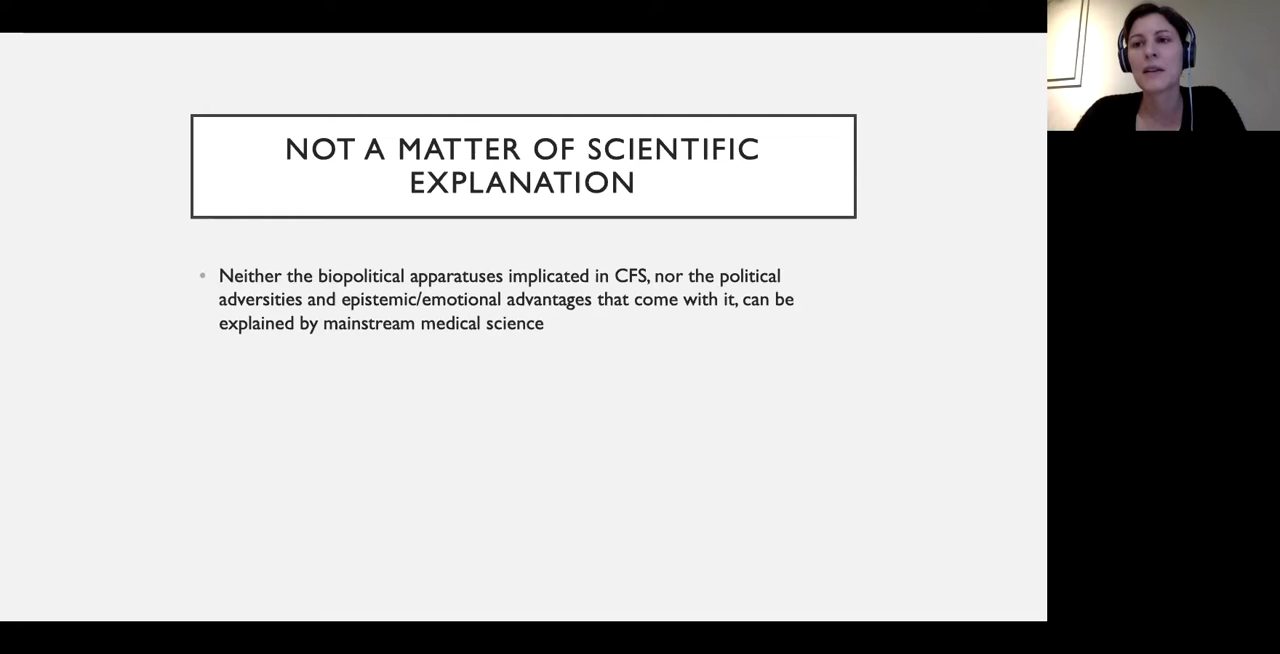 NOT A MATTER OF SCIENTIFIC
EXPLANATION
• Neither the biopolitical apparatuses implicated in CFS, nor the political
adversities and epistemic/emotional advantages that come with it, can be
explained by mainstream medical science